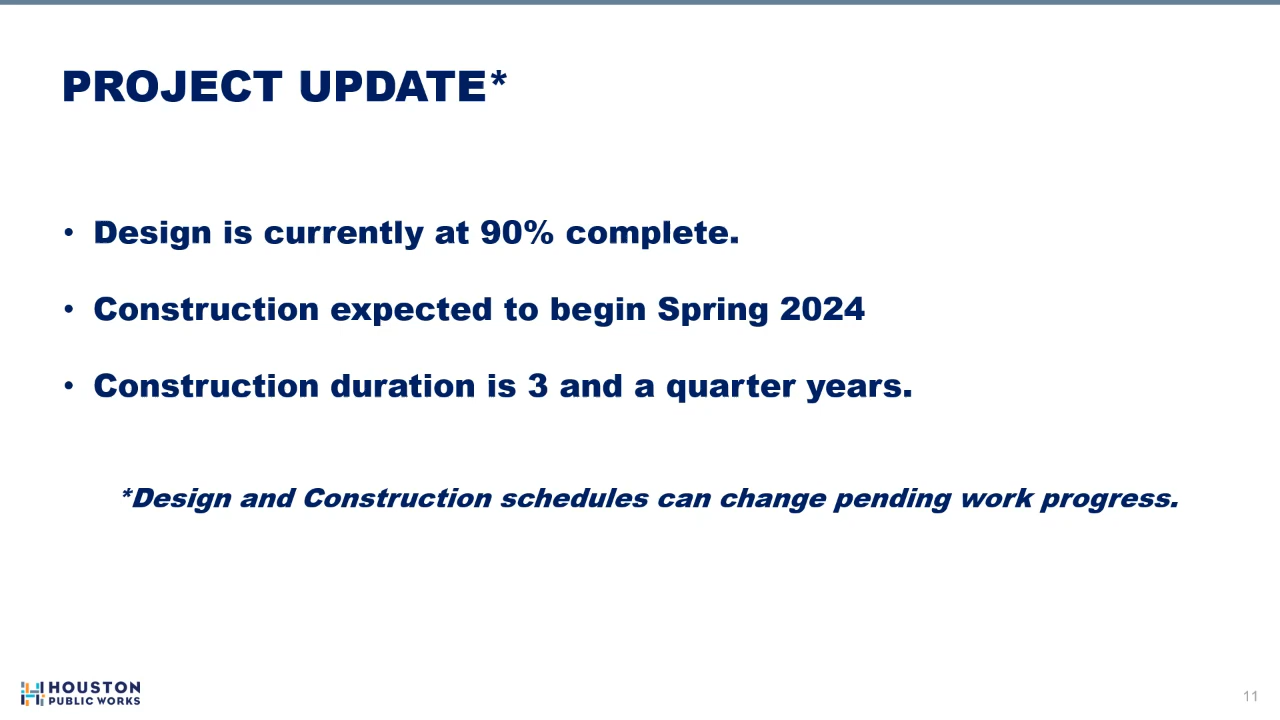 PROJECT UPDATE*
• Design is currently at 90% complete.
• Construction expected to begin Spring 2024
• Construction duration is 3 and a quarter years.
*Design and Construction schedules can change pending work progress.
HOUSTON
PUBLIC WORKS
11